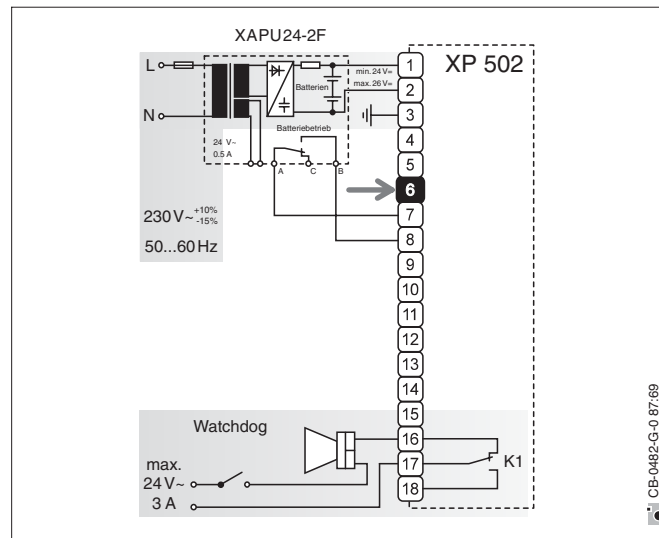 XAPU24-2F
XP 502
L
N
Batterien
min. 24 V=
max. 26 V=
Batteriebetrieb
24 V~
0.5 A
A
C
B
230 V~ +10%
-15%
50...60 Hz
1
2
3
4
5
6
7
8
9
10
11
12
13
14
15
16
17
18
Watchdog
max.
24 V~
3 A
K1
CB-0482-G-0 87:69